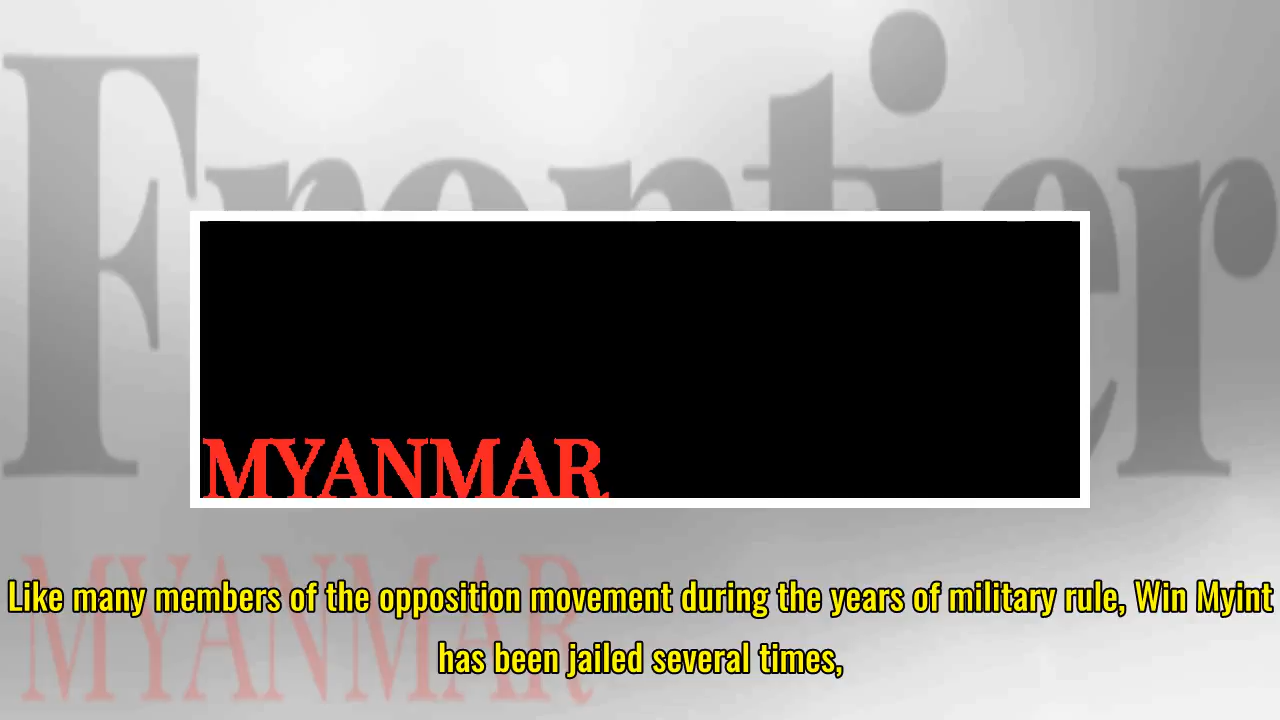 Frontier
MYANMAR
MYANMAR
Like many members of the opposition movement during the years of military rule, Win Myint
has been jailed several times,